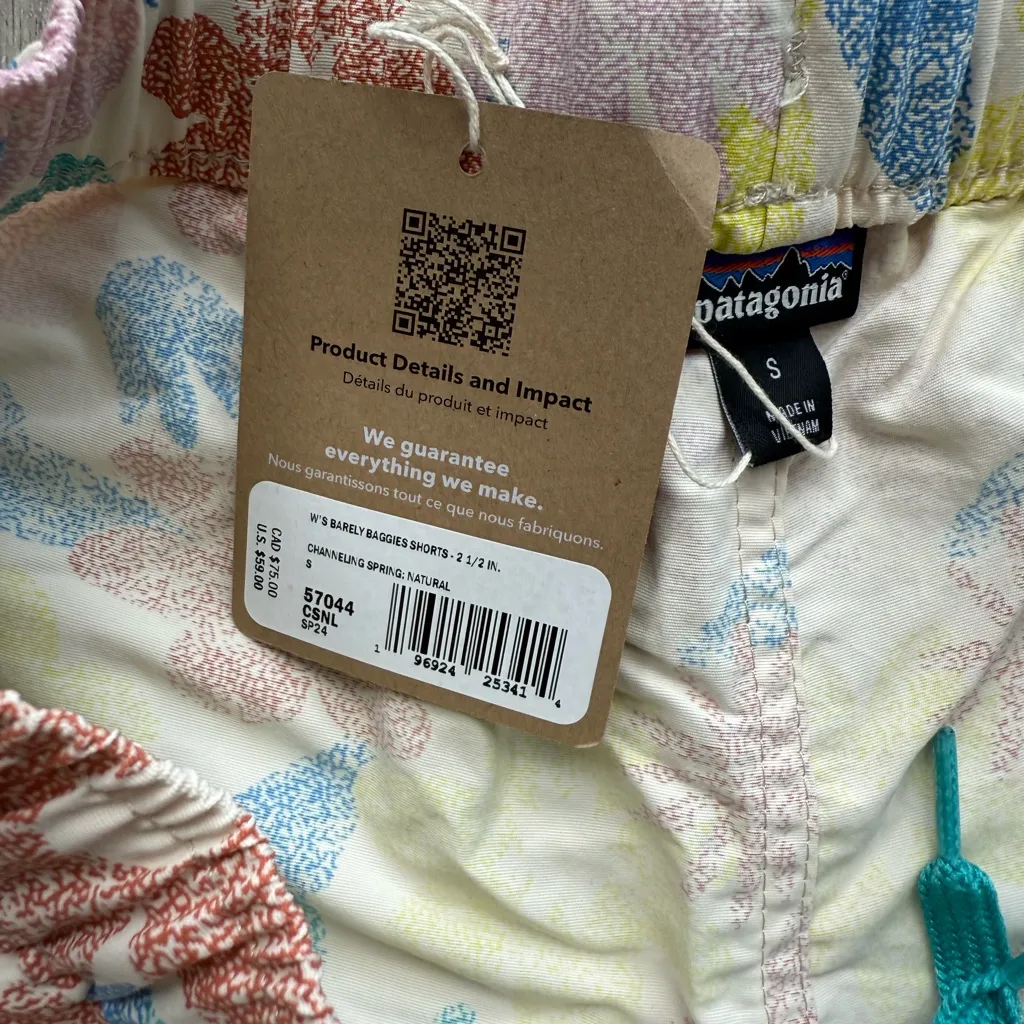 Product Details and Impact
Détails du produit et impact
We guarantee
everything we make.
Nous garantissons tout ce que nous fabriquons.
CAD $75.00
U.S. $59.00
W'S BARELY BAGGIES SHORTS - 2 1/2 IN.
CHANNELING SPRING: NATURAL
S
57044
CSNL
SP24
1 96924 25341 4
patagonia®
S
MADE IN
VIETNAM